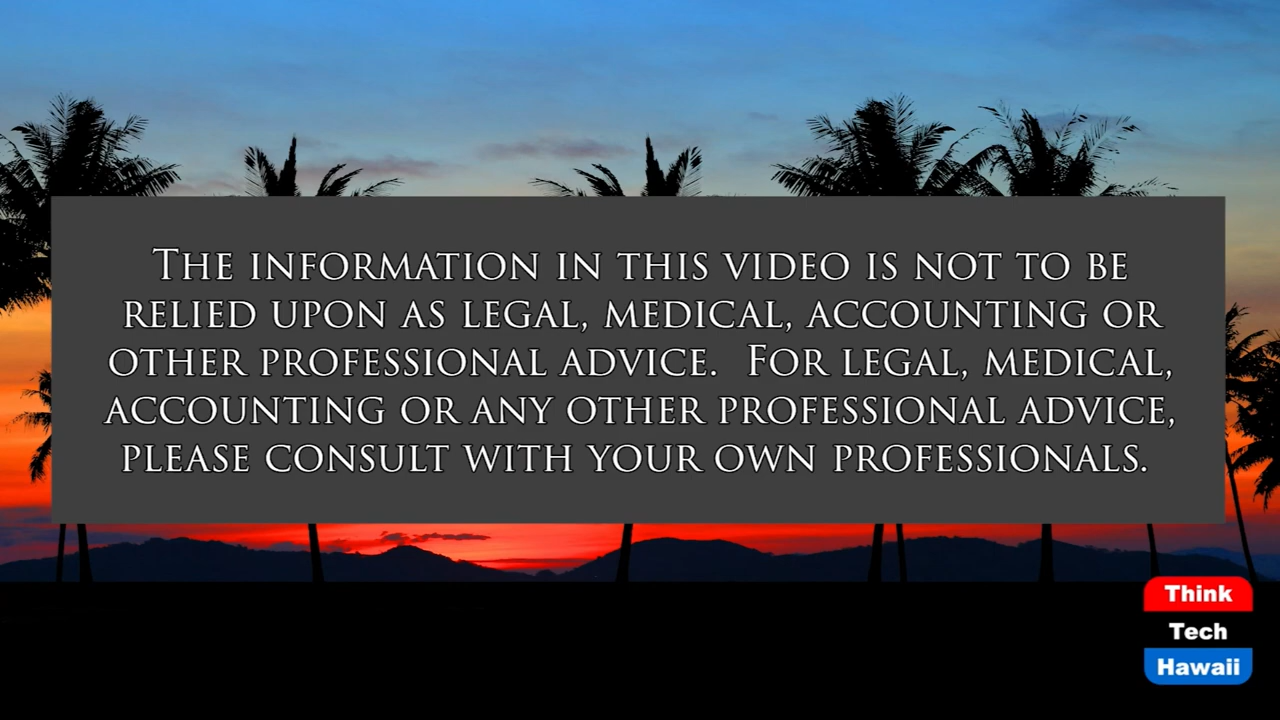 The information in this video is not to be
relied upon as legal, medical, accounting or
other professional advice.  For legal, medical,
accounting or any other professional advice,
please consult with your own professionals.
Think
Tech
Hawaii